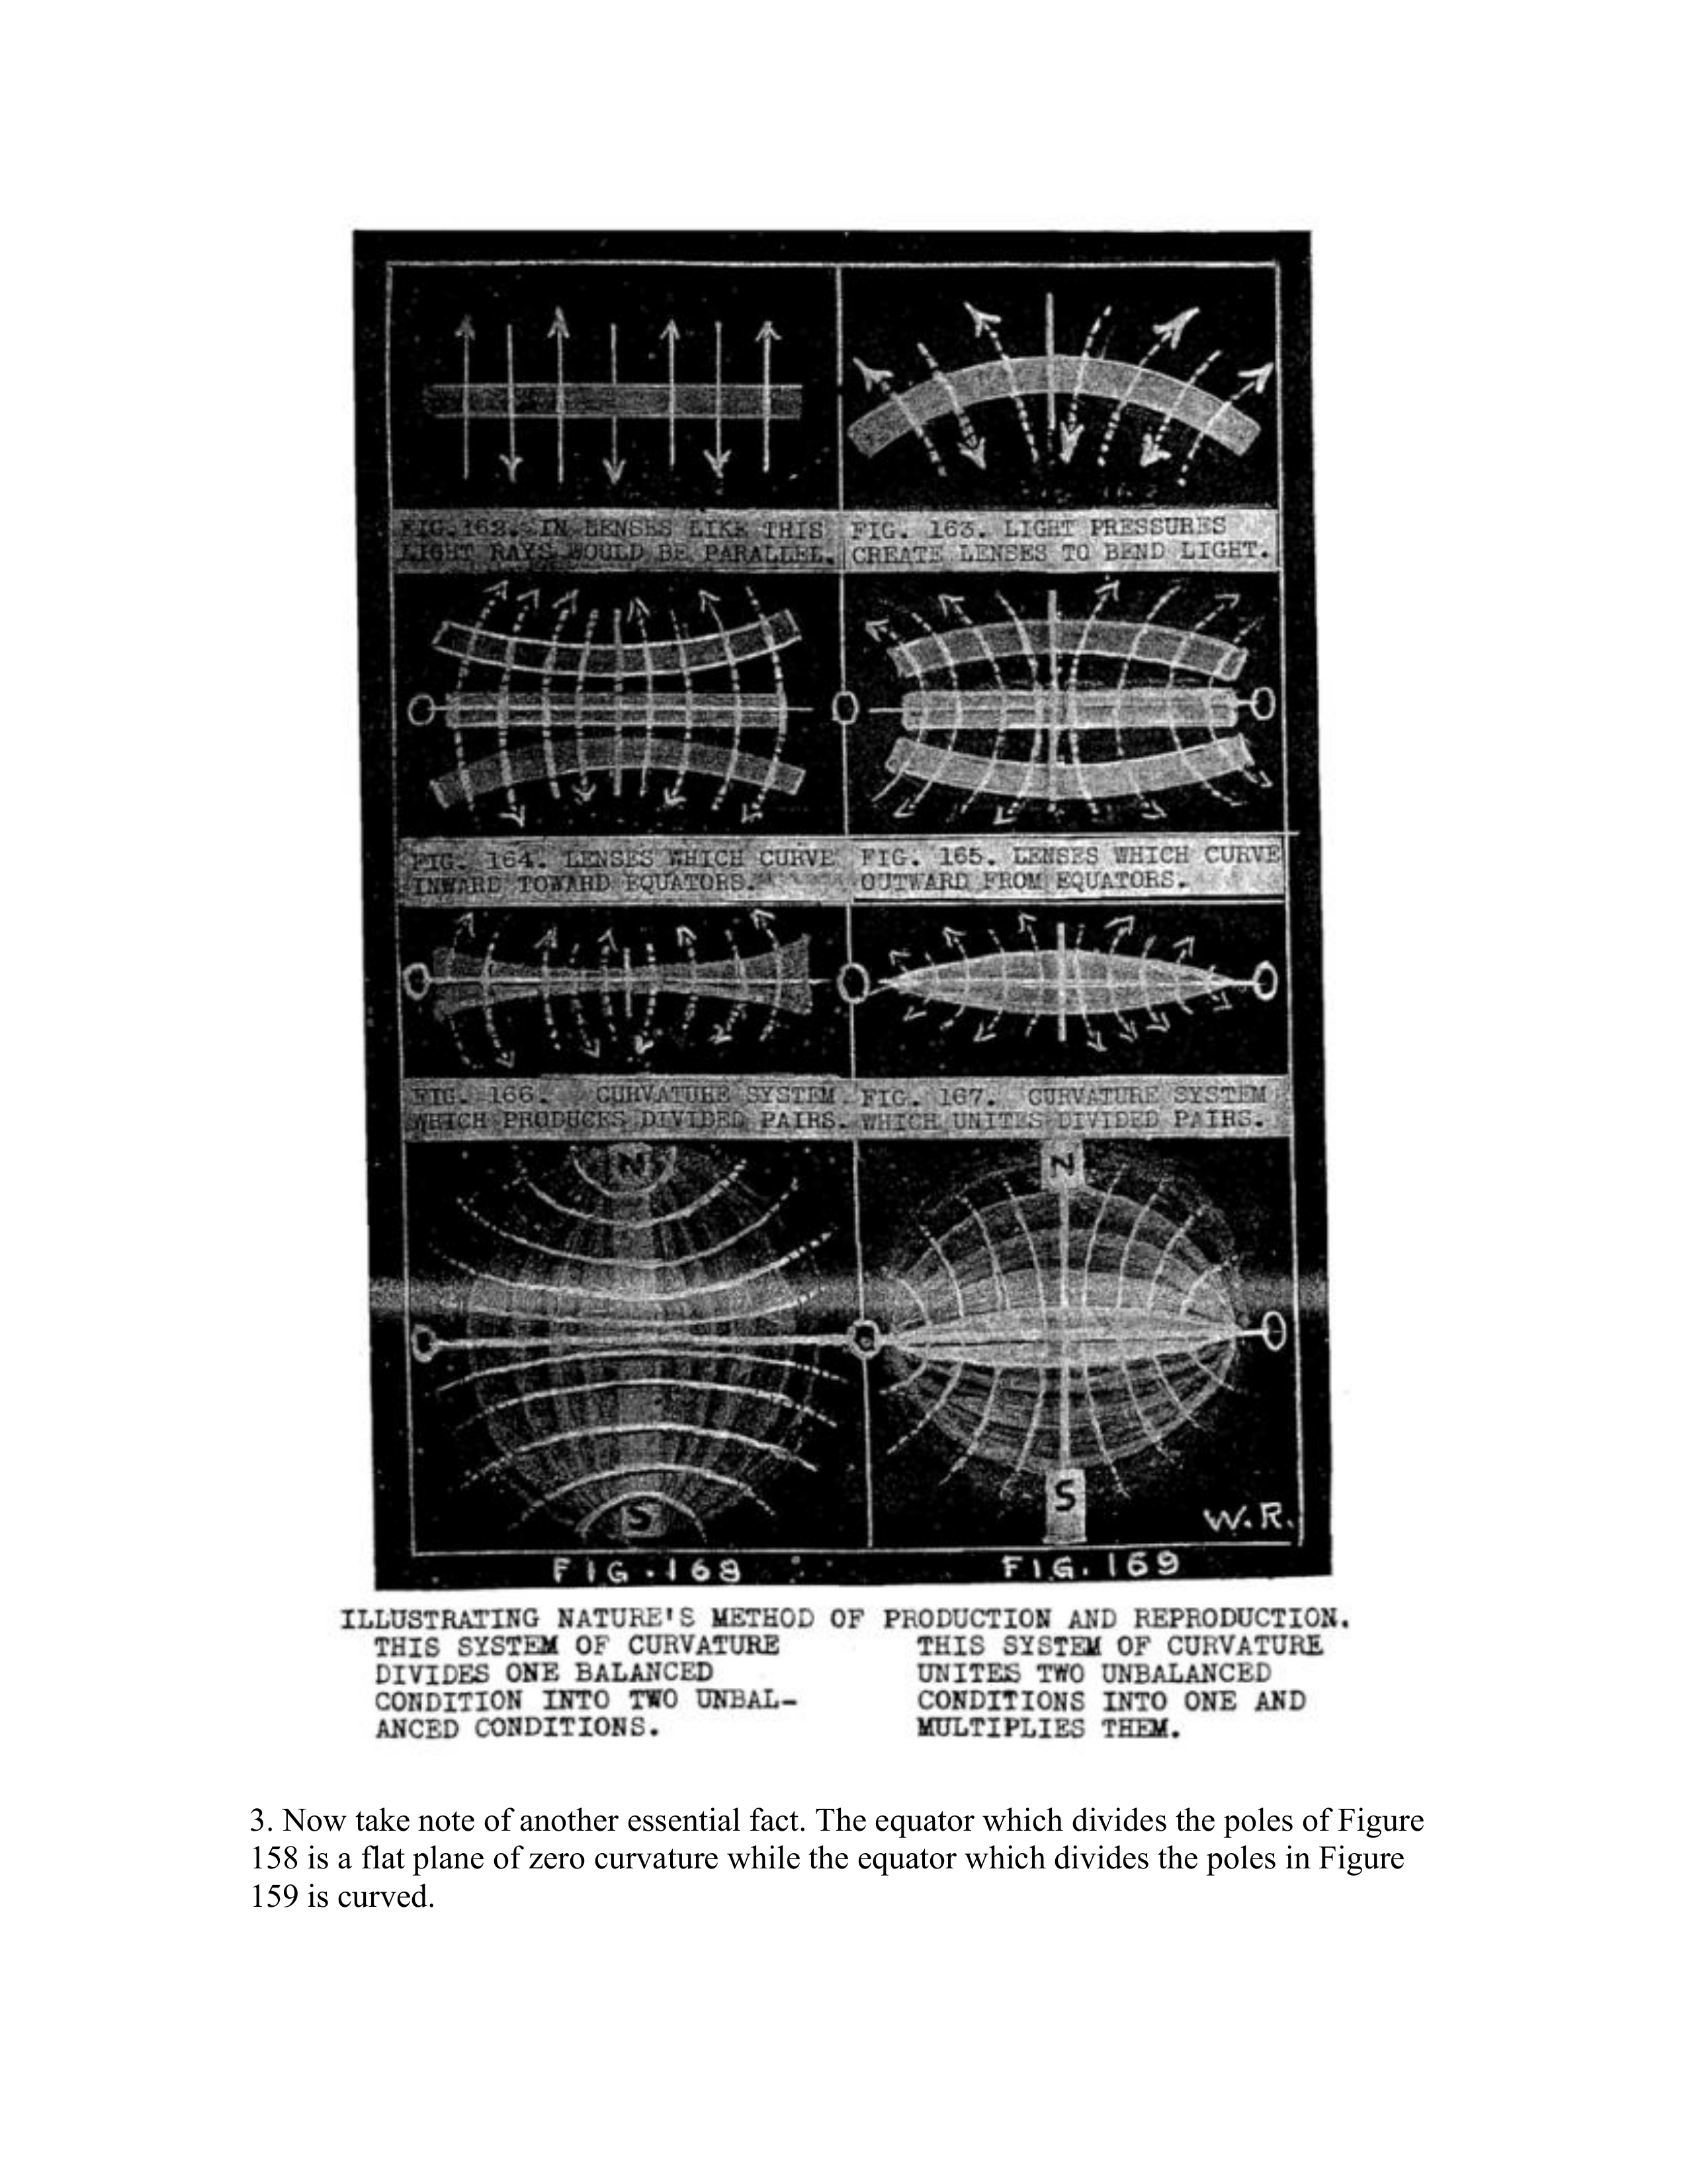 FIG. 162. IN LENSES LIKE THIS
LIGHT RAYS WOULD BE PARALLEL.
FIG. 163. LIGHT PRESSURES
CREATE LENSES TO BEND LIGHT.
O
O
O
FIG. 164. LENSES WHICH CURVE
INWARD TOWARD EQUATORS.
FIG. 165. LENSES WHICH CURVE
OUTWARD FROM EQUATORS.
O
O
O
FIG. 166. CURVATURE SYSTEM
WHICH PRODUCES DIVIDED PAIRS.
FIG. 167. CURVATURE SYSTEM
WHICH UNITES DIVIDED PAIRS.
N
N
O
O
O
S
S
W.R.
FIG. 168
FIG. 169
ILLUSTRATING NATURE'S METHOD OF PRODUCTION AND REPRODUCTION.
THIS SYSTEM OF CURVATURE
DIVIDES ONE BALANCED
CONDITION INTO TWO UNBAL-
ANCED CONDITIONS.
THIS SYSTEM OF CURVATURE
UNITES TWO UNBALANCED
CONDITIONS INTO ONE AND
MULTIPLIES THEM.
3. Now take note of another essential fact. The equator which divides the poles of Figure
158 is a flat plane of zero curvature while the equator which divides the poles in Figure
159 is curved.